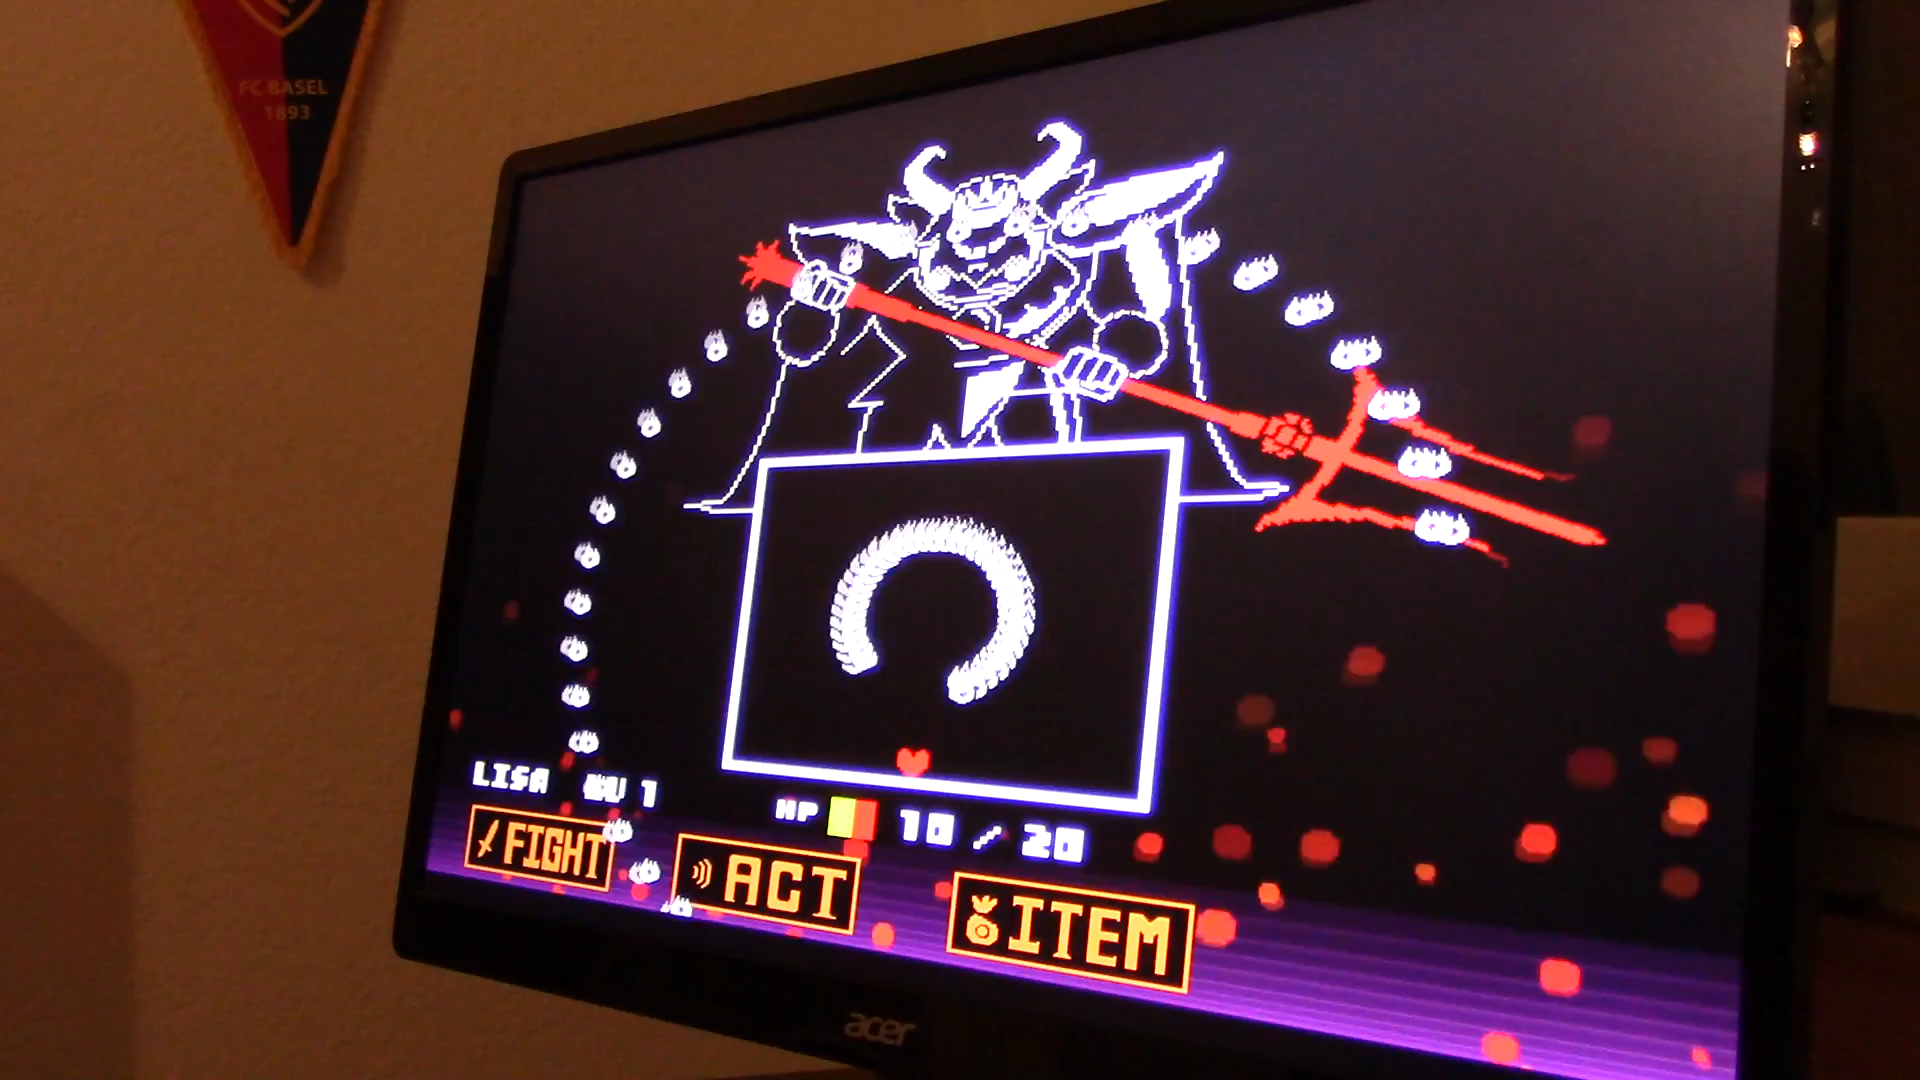 FC BASEL
1893
LISA LV 1
HP 10 / 20
FIGHT
ACT
ITEM
acer